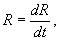 R = dR/dt,